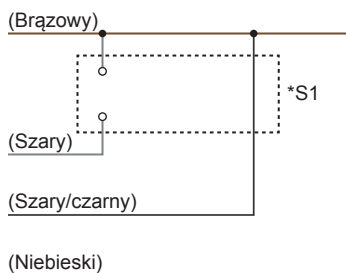 (Brązowy)
*S1
(Szary)
(Szary/czarny)
(Niebieski)